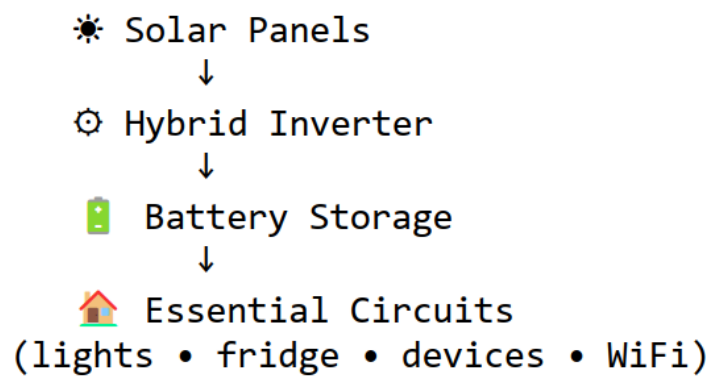 ☀ Solar Panels
↓
⚙ Hybrid Inverter
↓
🔋 Battery Storage
↓
🏠 Essential Circuits
(lights • fridge • devices • WiFi)